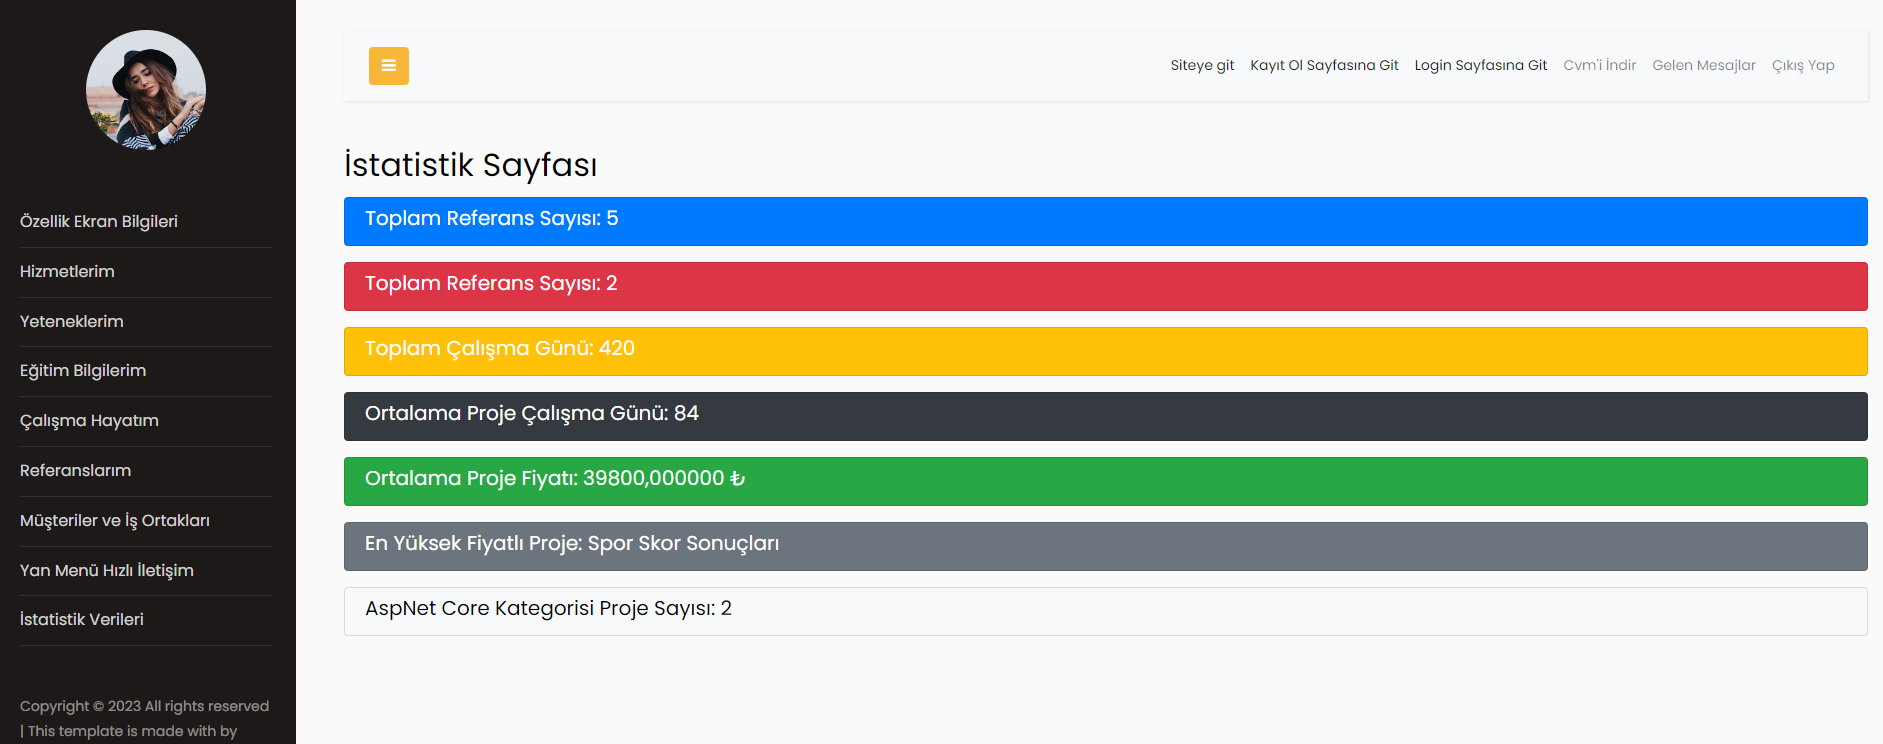 Özellik Ekran Bilgileri
Hizmetlerim
Yeteneklerim
Eğitim Bilgilerim
Çalışma Hayatım
Referanslarım
Müşteriler ve İş Ortakları
Yan Menü Hızlı İletişim
İstatistik Verileri
Copyright © 2023 All rights reserved
| This template is made with by
Siteye git Kayıt Ol Sayfasına Git Login Sayfasına Git Cvm'i İndir Gelen Mesajlar Çıkış Yap
İstatistik Sayfası
Toplam Referans Sayısı: 5
Toplam Referans Sayısı: 2
Toplam Çalışma Günü: 420
Ortalama Proje Çalışma Günü: 84
Ortalama Proje Fiyatı: 39800,000000 ₺
En Yüksek Fiyatlı Proje: Spor Skor Sonuçları
AspNet Core Kategorisi Proje Sayısı: 2